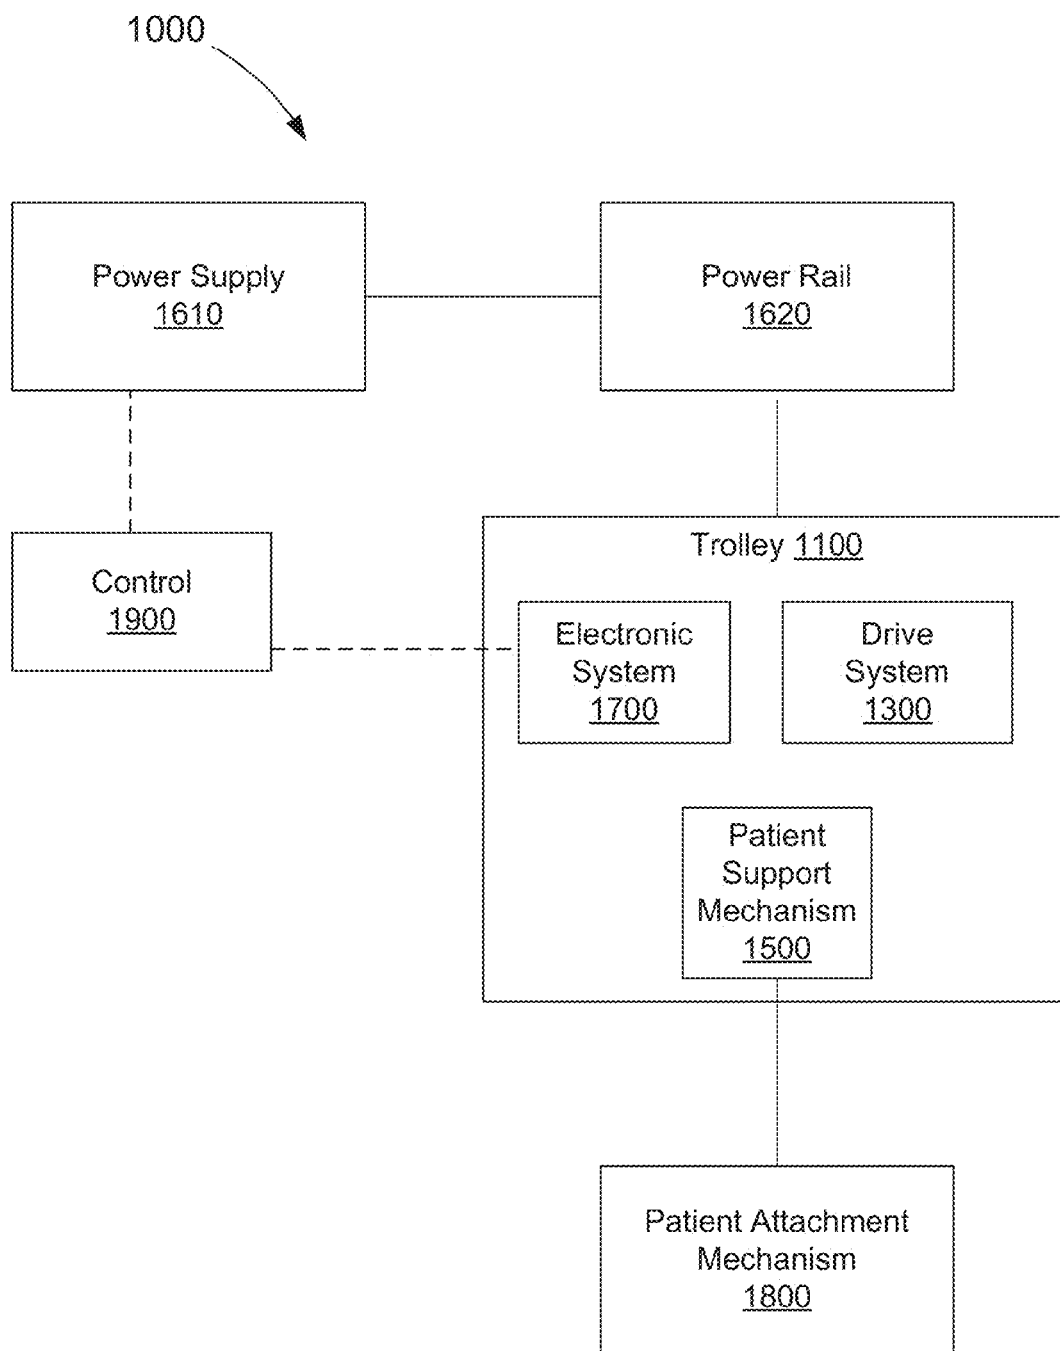 1000
Power Supply
1610
Power Rail
1620
Control
1900
Trolley 1100
Electronic
System
1700
Drive
System
1300
Patient
Support
Mechanism
1500
Patient Attachment
Mechanism
1800